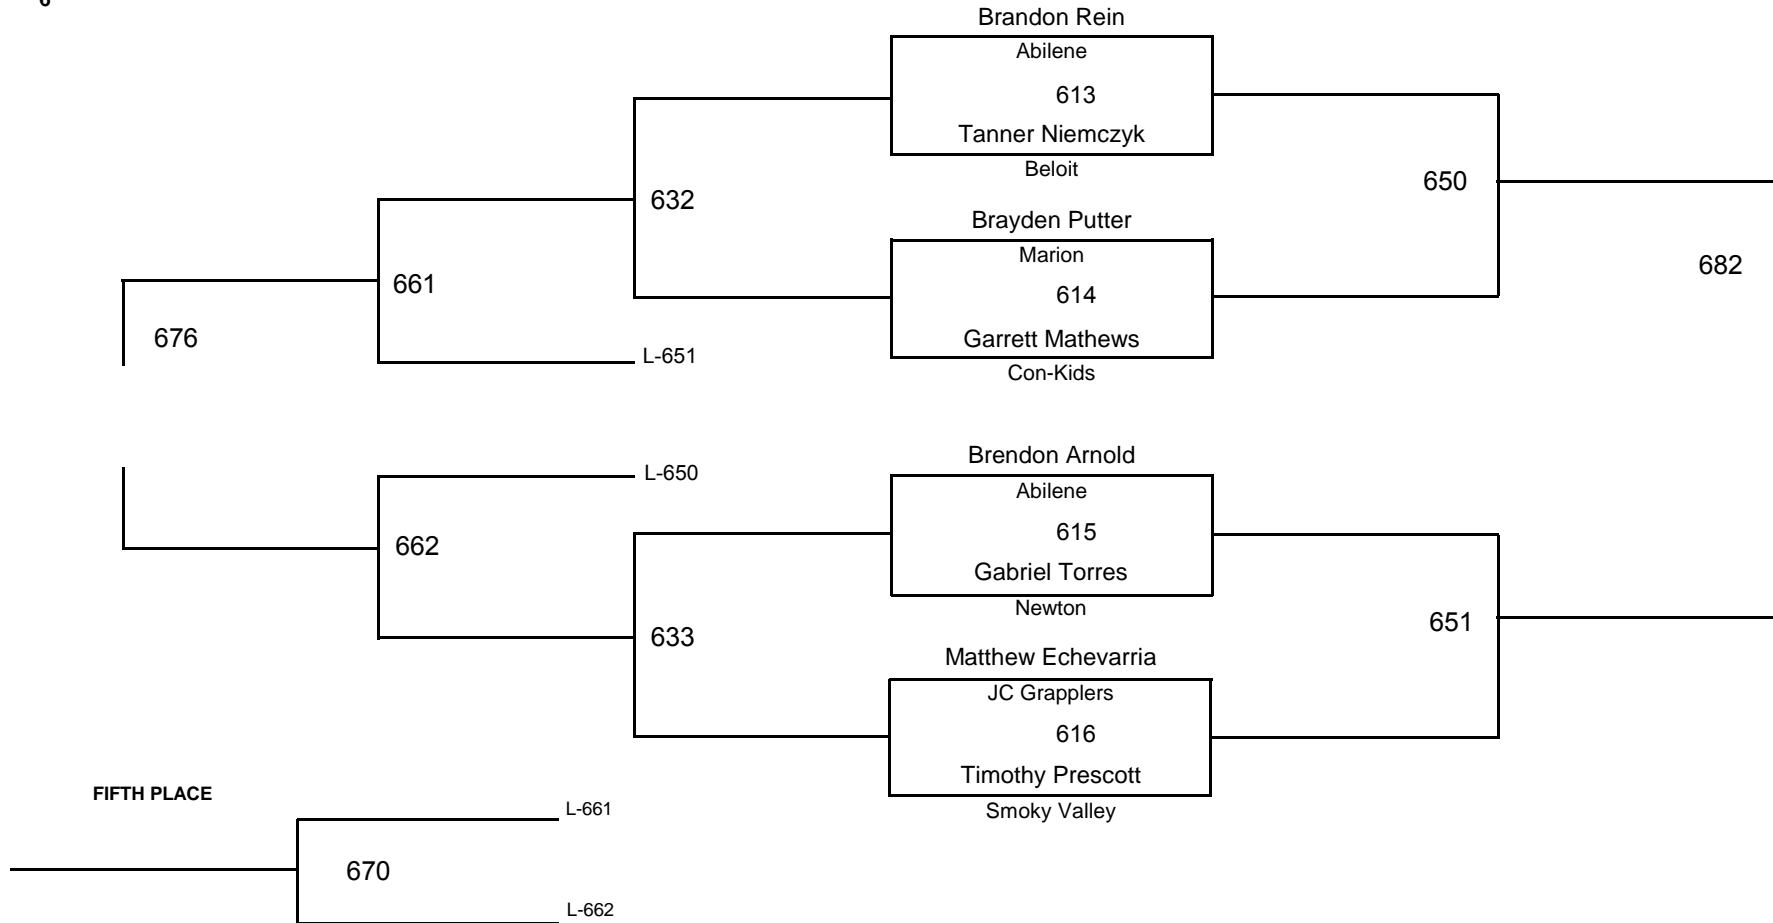 6
Brandon Rein
Abilene
613
Tanner Niemczyk
Beloit
650
632
Brayden Putter
Marion
614
Garrett Mathews
Con-Kids
682
661
676
L-651
L-650
662
Brendon Arnold
Abilene
615
Gabriel Torres
Newton
651
633
Matthew Echevarria
JC Grapplers
616
Timothy Prescott
Smoky Valley
FIFTH PLACE
L-661
670
L-662